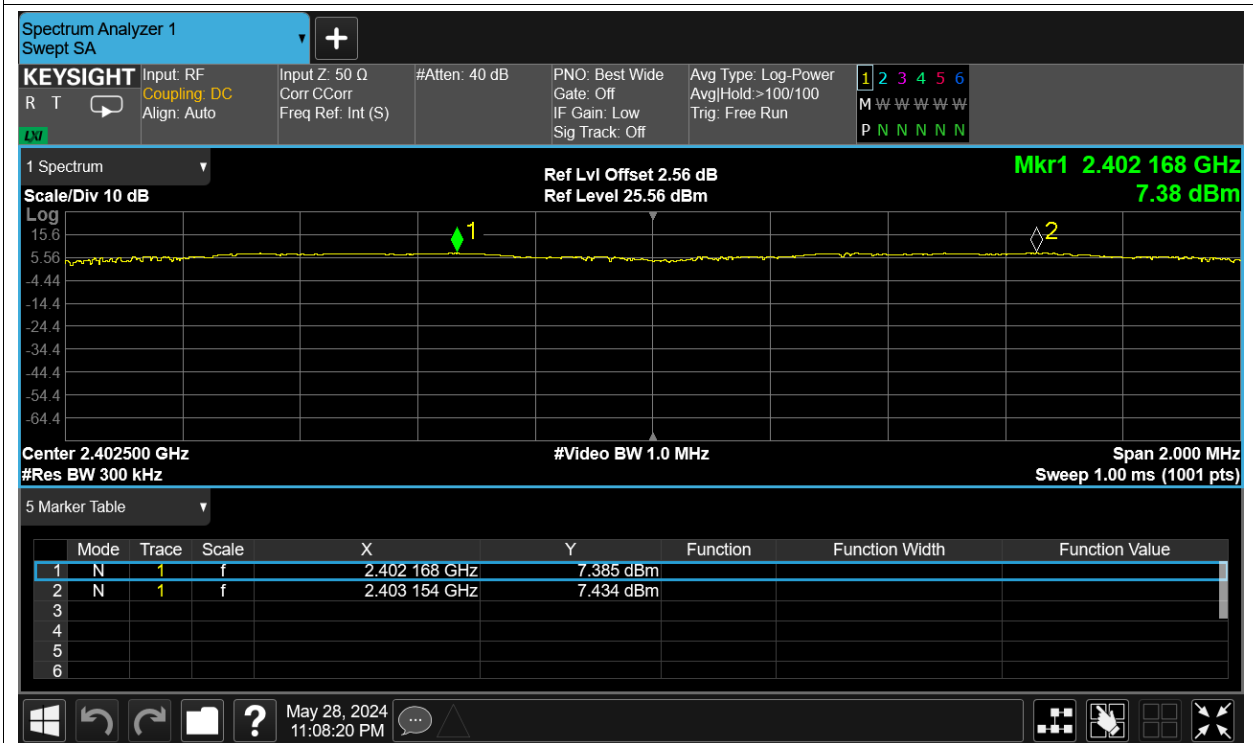 Spectrum Analyzer 1
Swept SA
+
KEYSIGHT
R T
LXI
Input: RF
Coupling: DC
Align: Auto
Input Z: 50 Ω
Corr CCorr
Freq Ref: Int (S)
#Atten: 40 dB
PNO: Best Wide
Gate: Off
IF Gain: Low
Sig Track: Off
Avg Type: Log-Power
Avg|Hold:>100/100
Trig: Free Run
1 2 3 4 5 6
M W W W W W
P N N N N N
1 Spectrum
Scale/Div 10 dB
Ref Lvl Offset 2.56 dB
Ref Level 25.56 dBm
Mkr1 2.402 168 GHz
7.38 dBm
Log
15.6
5.56
-4.44
-14.4
-24.4
-34.4
-44.4
-54.4
-64.4
1
2
Center 2.402500 GHz
#Res BW 300 kHz
#Video BW 1.0 MHz
Span 2.000 MHz
Sweep 1.00 ms (1001 pts)
5 Marker Table
Mode Trace Scale X Y Function Function Width Function Value
1 N 1 f 2.402 168 GHz 7.385 dBm
2 N 1 f 2.403 154 GHz 7.434 dBm
3
4
5
6
?
May 28, 2024
11:08:20 PM